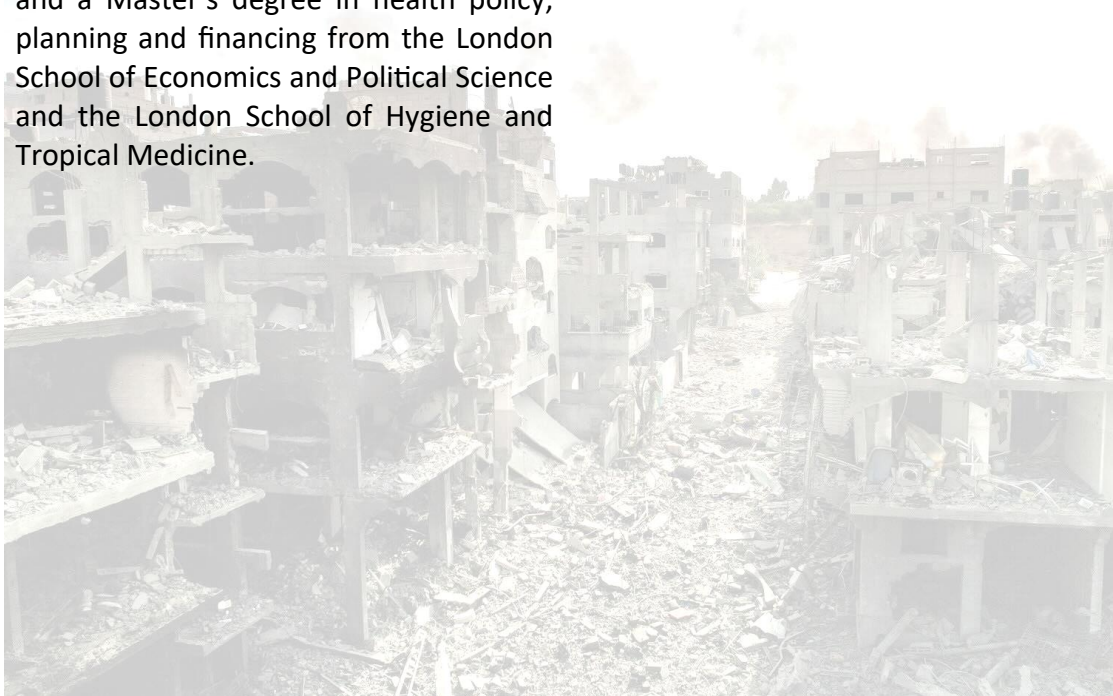 and a Master's degree in health policy,
planning and financing from the London
School of Economics and Political Science
and the London School of Hygiene and
Tropical Medicine.